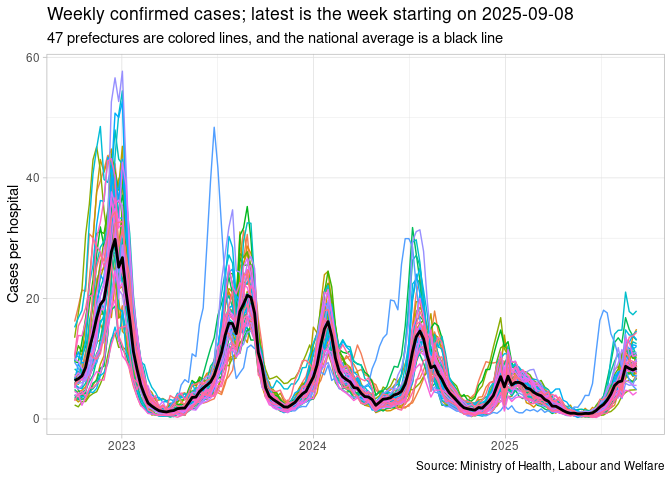 Weekly confirmed cases; latest is the week starting on 2025-09-08
47 prefectures are colored lines, and the national average is a black line
60
40
20
0
Cases per hospital
2023
2024
2025
Source: Ministry of Health, Labour and Welfare